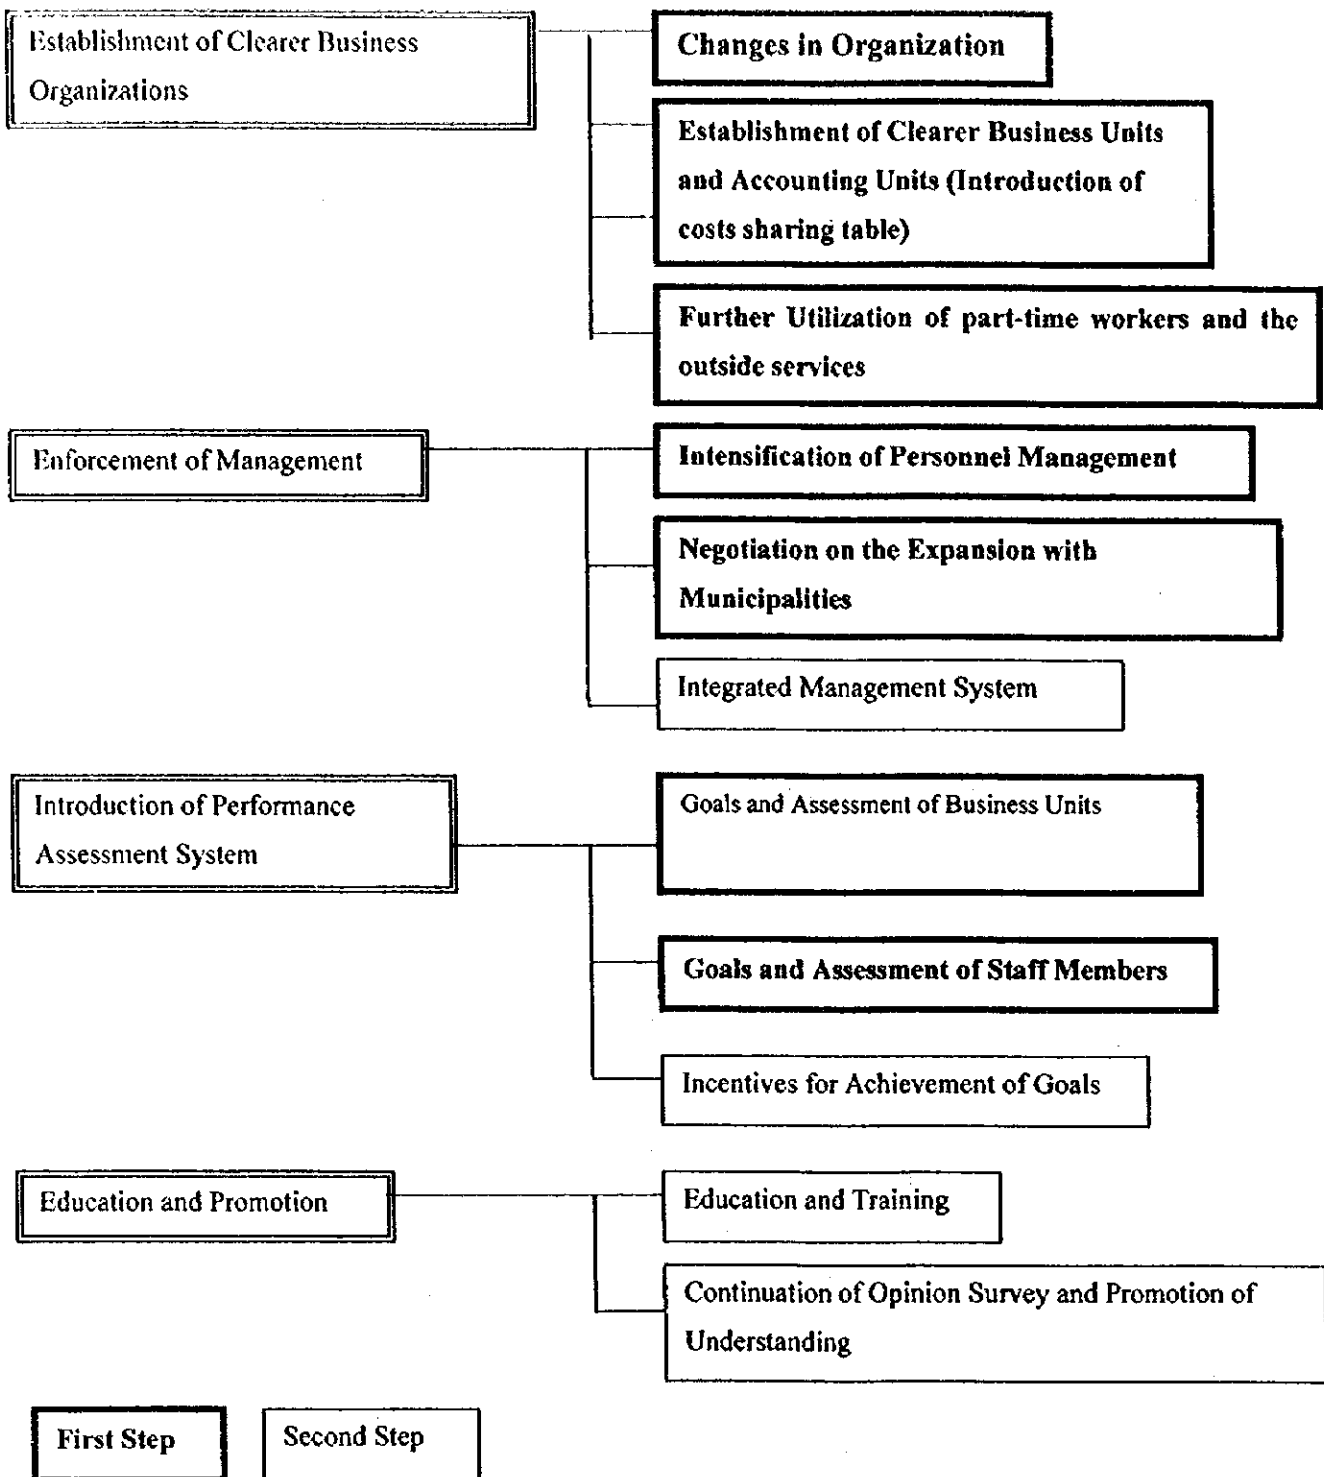 Establishment of Clearer Business
Organizations
Changes in Organization
Establishment of Clearer Business Units
and Accounting Units (Introduction of
costs sharing table)
Further Utilization of part-time workers and the
outside services
Enforcement of Management
Intensification of Personnel Management
Negotiation on the Expansion with
Municipalities
Integrated Management System
Introduction of Performance
Assessment System
Goals and Assessment of Business Units
Goals and Assessment of Staff Members
Incentives for Achievement of Goals
Education and Promotion
Education and Training
Continuation of Opinion Survey and Promotion of
Understanding
First Step
Second Step